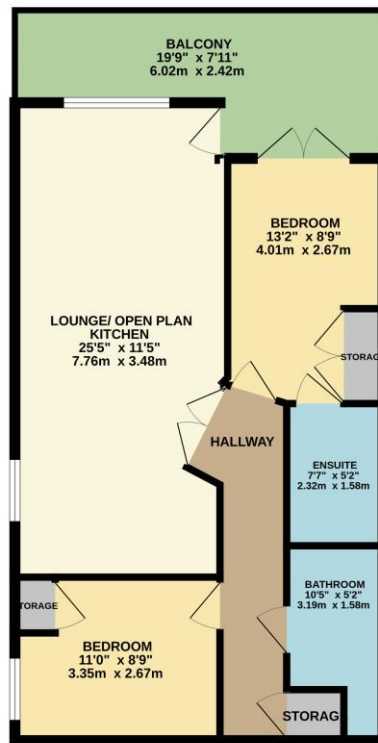 BALCONY
19'9" x 7'11"
6.02m x 2.42m
BEDROOM
13'2" x 8'9"
4.01m x 2.67m
LOUNGE/ OPEN PLAN
KITCHEN
25'5" x 11'5"
7.76m x 3.48m
STORAG
HALLWAY
ENSUITE
7'7" x 5'2"
2.32m x 1.58m
BATHROOM
10'5" x 5'2"
3.19m x 1.58m
TORAGE
BEDROOM
11'0" x 8'9"
3.35m x 2.67m
STORAG